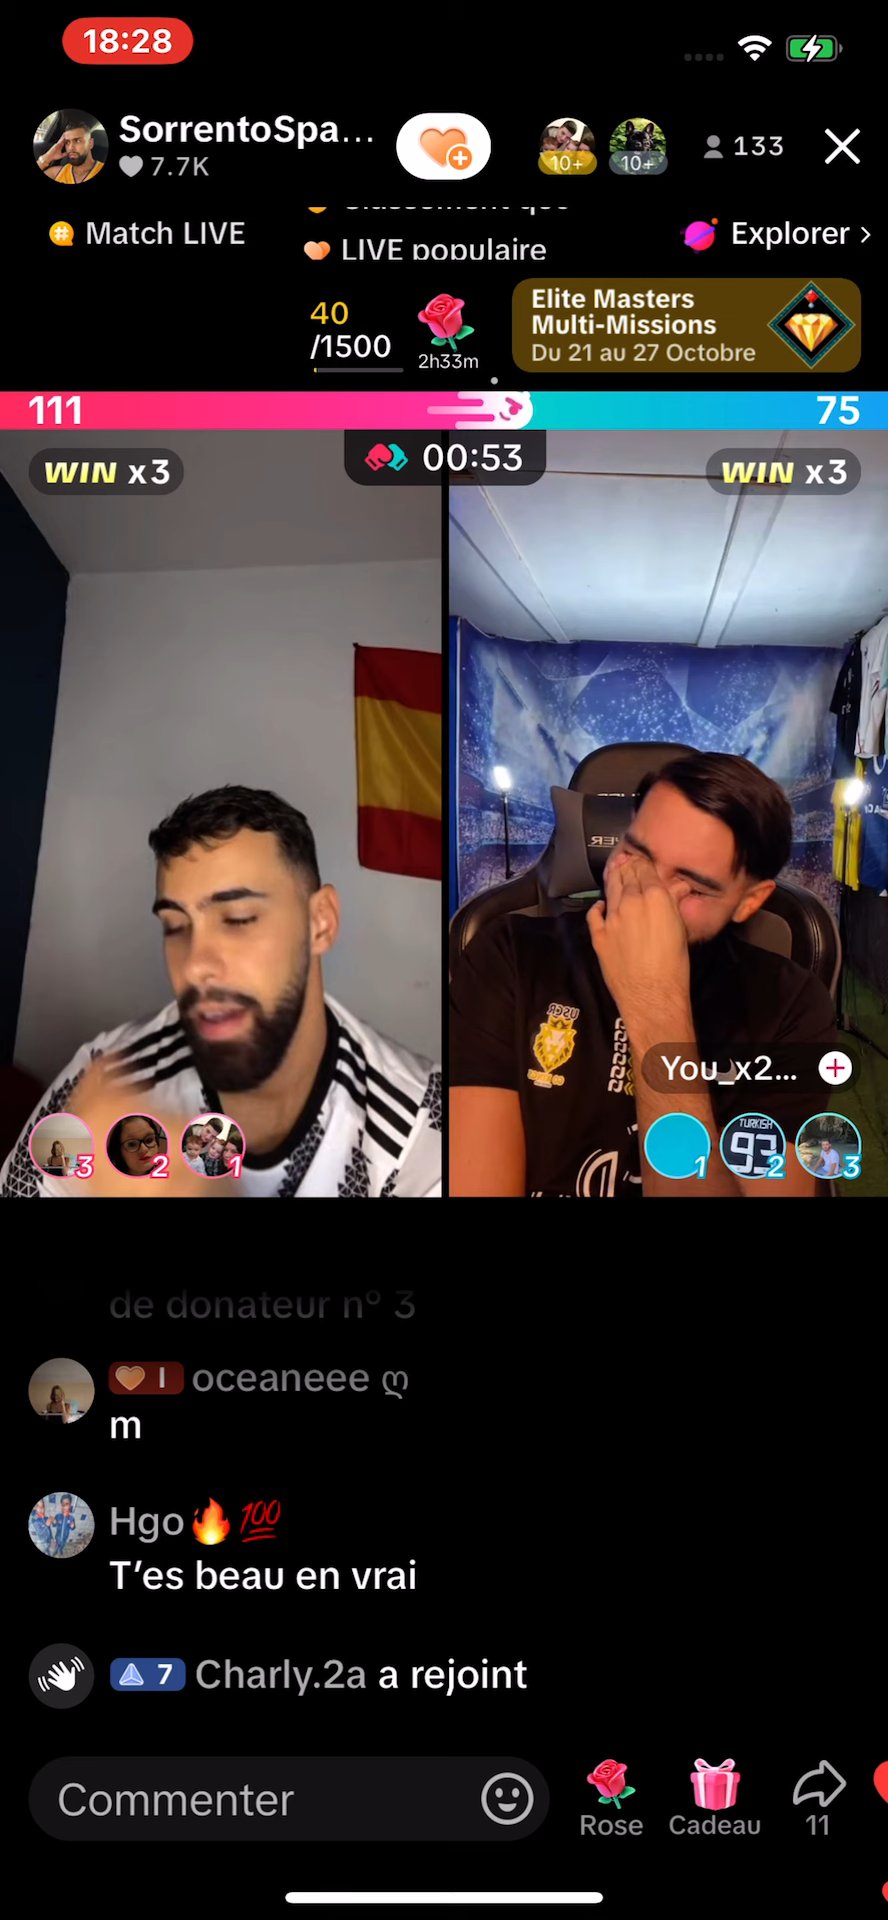 18:28
SorrentoSpa...
7.7K
10+
10+
133
Match LIVE
LIVE populaire
Explorer >
40
/1500
2h33m
Elite Masters
Multi-Missions
Du 21 au 27 Octobre
111
75
WIN x3
00:53
WIN x3
USGR
You_x2...
3
2
1
1
TURKISH
93
2
3
de donateur n° 3
I oceaneee ღ
m
Hgo🔥💯
T'es beau en vrai
7 Charly.2a a rejoint
Commenter
Rose
Cadeau
11